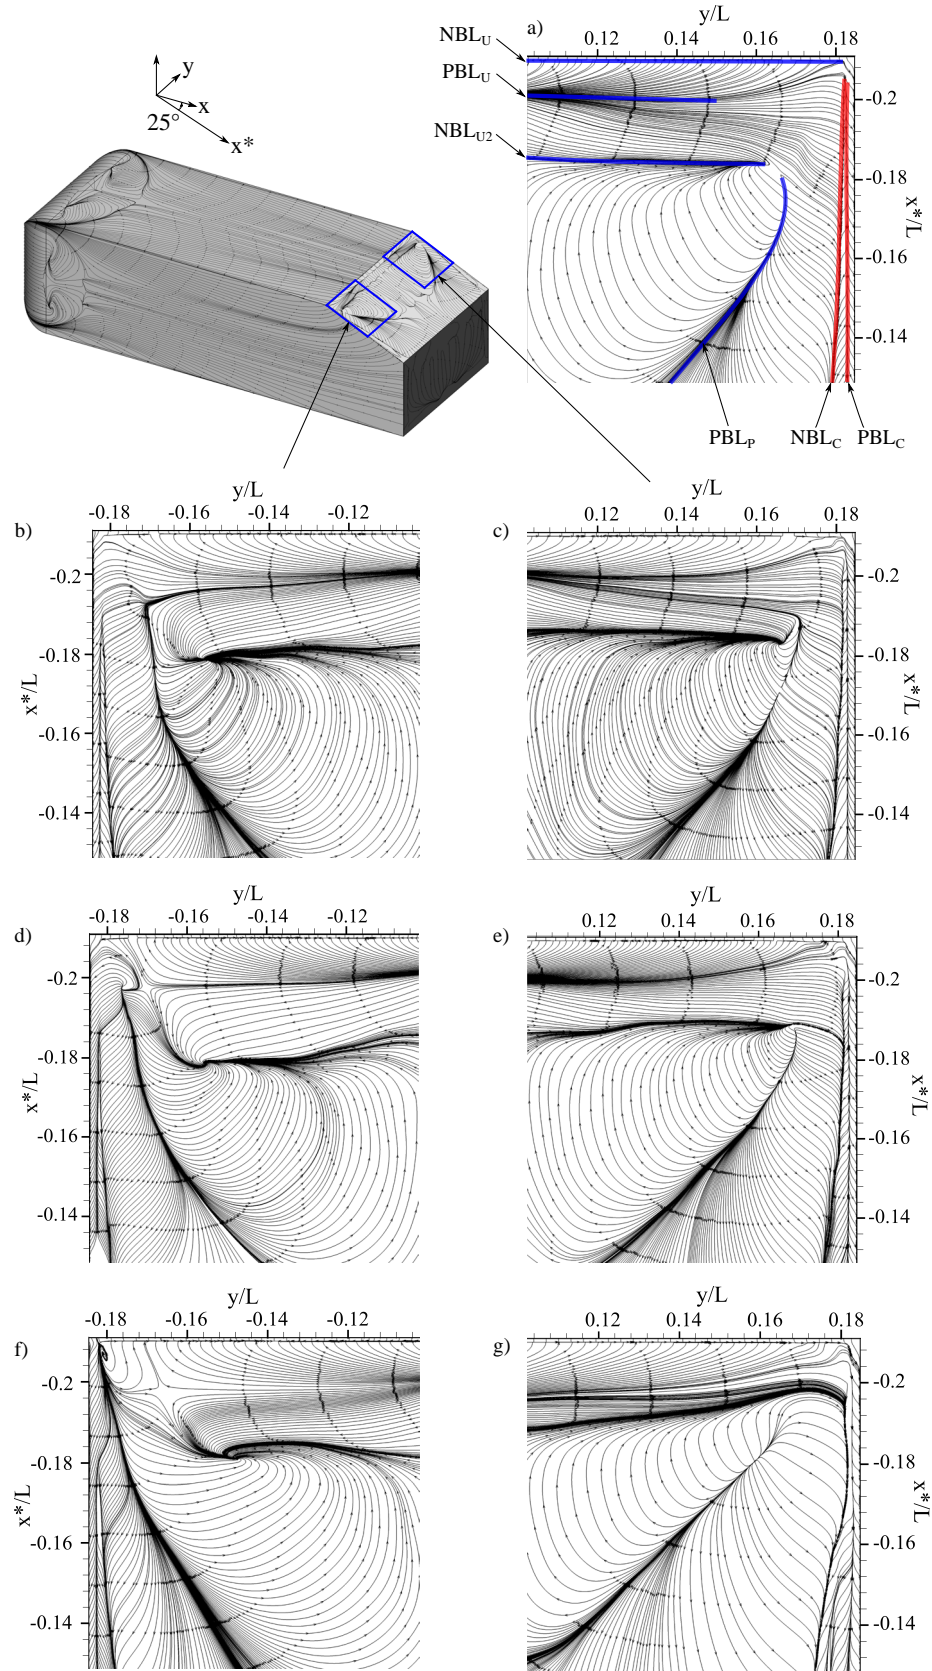 y/L
a)
0.12 0.14 0.16 0.18
NBL_U
PBL_U
NBL_U2
y
x
25°
x*
-0.2
-0.18
-0.16
-0.14
x*/L
PBL_P
NBL_C
PBL_C
b)
y/L
-0.18 -0.16 -0.14 -0.12
-0.2
-0.18
-0.16
-0.14
x*/L
c)
y/L
0.12 0.14 0.16 0.18
-0.2
-0.18
-0.16
-0.14
x*/L
d)
y/L
-0.18 -0.16 -0.14 -0.12
-0.2
-0.18
-0.16
-0.14
x*/L
e)
y/L
0.12 0.14 0.16 0.18
-0.2
-0.18
-0.16
-0.14
x*/L
f)
y/L
-0.18 -0.16 -0.14 -0.12
-0.2
-0.18
-0.16
-0.14
x*/L
g)
y/L
0.12 0.14 0.16 0.18
-0.2
-0.18
-0.16
-0.14
x*/L